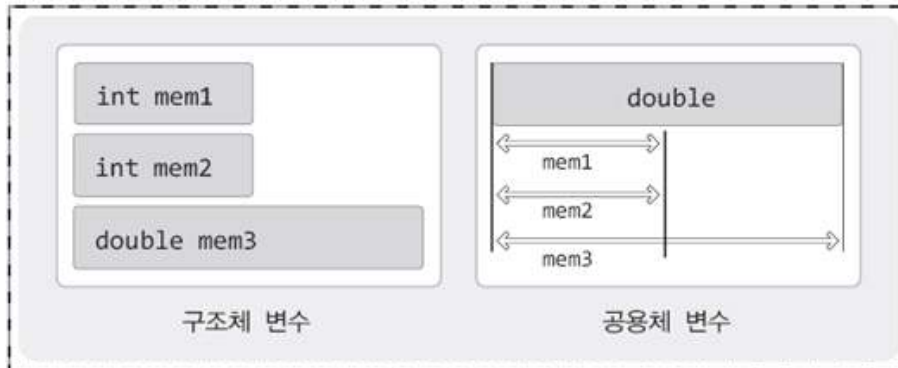 int mem1
int mem2
double mem3
구조체 변수
double
mem1
mem2
mem3
공용체 변수